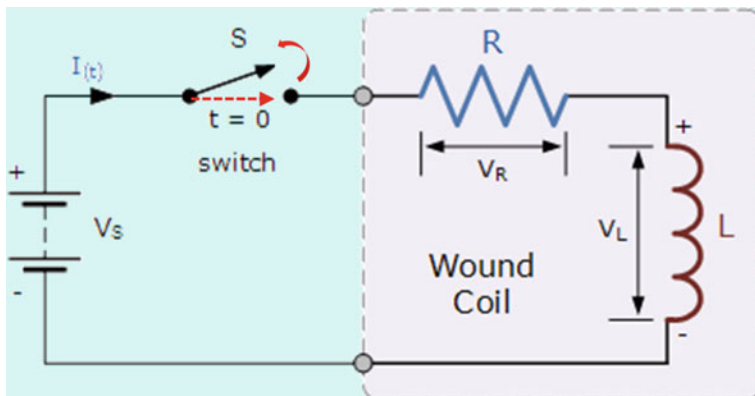 S
R
I(t)
t = 0
switch
+
VR
+
VS
VL
L
Wound
Coil
-
-